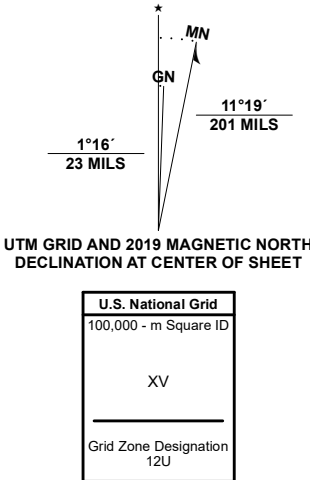 ★
MN
GN
11°19´
201 MILS
1°16´
23 MILS
UTM GRID AND 2019 MAGNETIC NORTH
DECLINATION AT CENTER OF SHEET
U.S. National Grid
100,000 - m Square ID
XV
Grid Zone Designation
12U